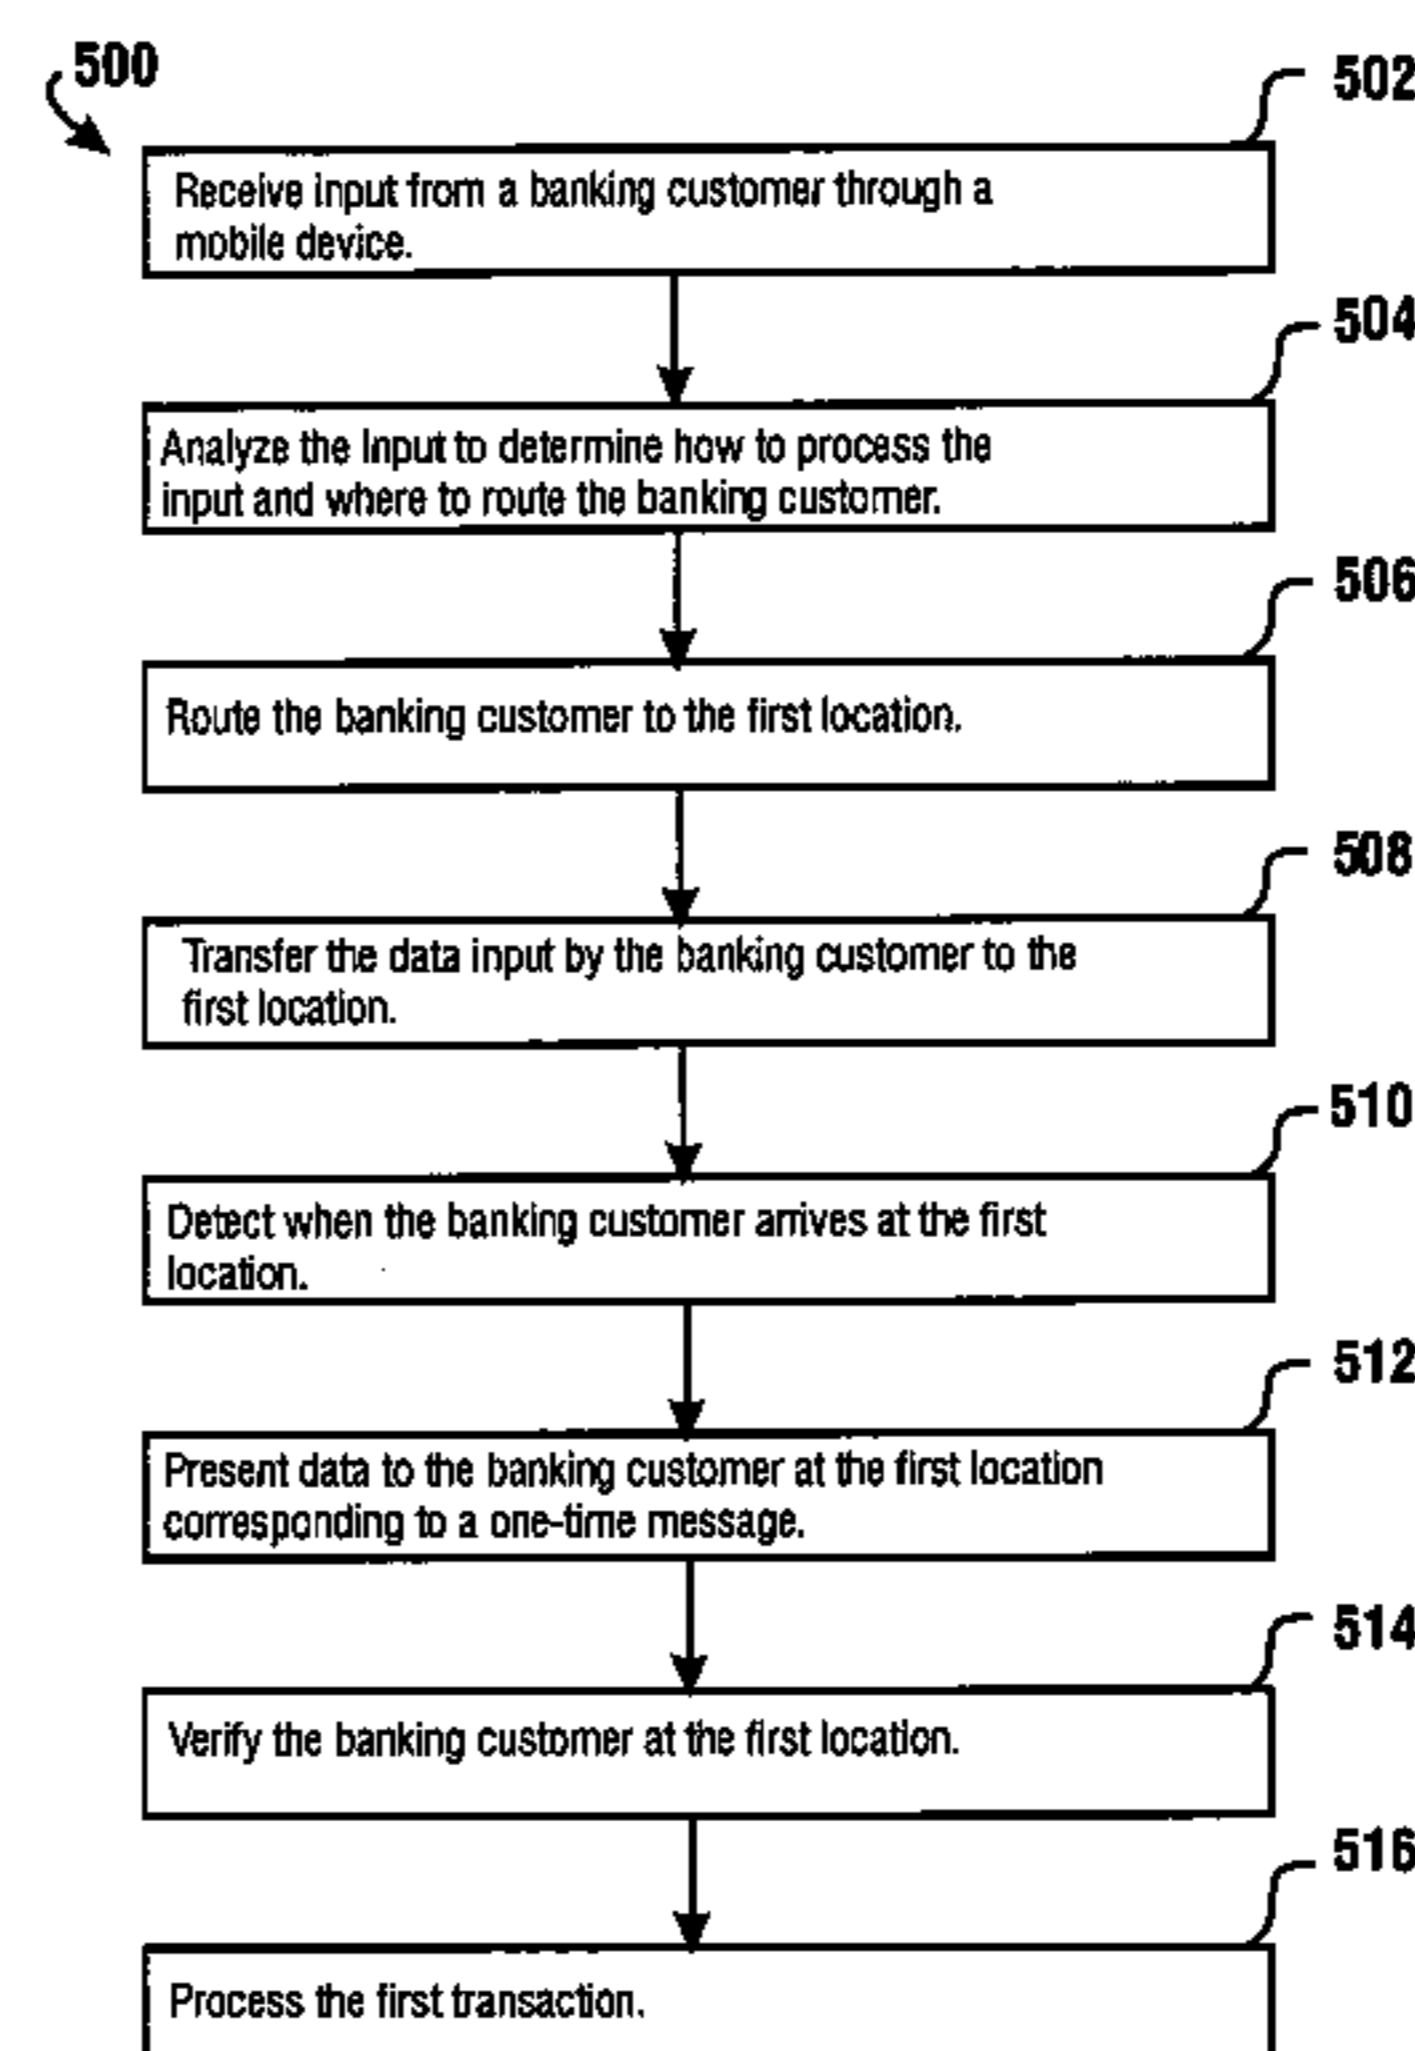 500
502
Receive input from a banking customer through a
mobile device.
504
Analyze the Input to determine how to process the
input and where to route the banking customer.
506
Route the banking customer to the first location.
508
Transfer the data input by the banking customer to the
first location.
510
Detect when the banking customer arrives at the first
location.
512
Present data to the banking customer at the first location
corresponding to a one-time message.
514
Verify the banking customer at the first location.
516
Process the first transaction.